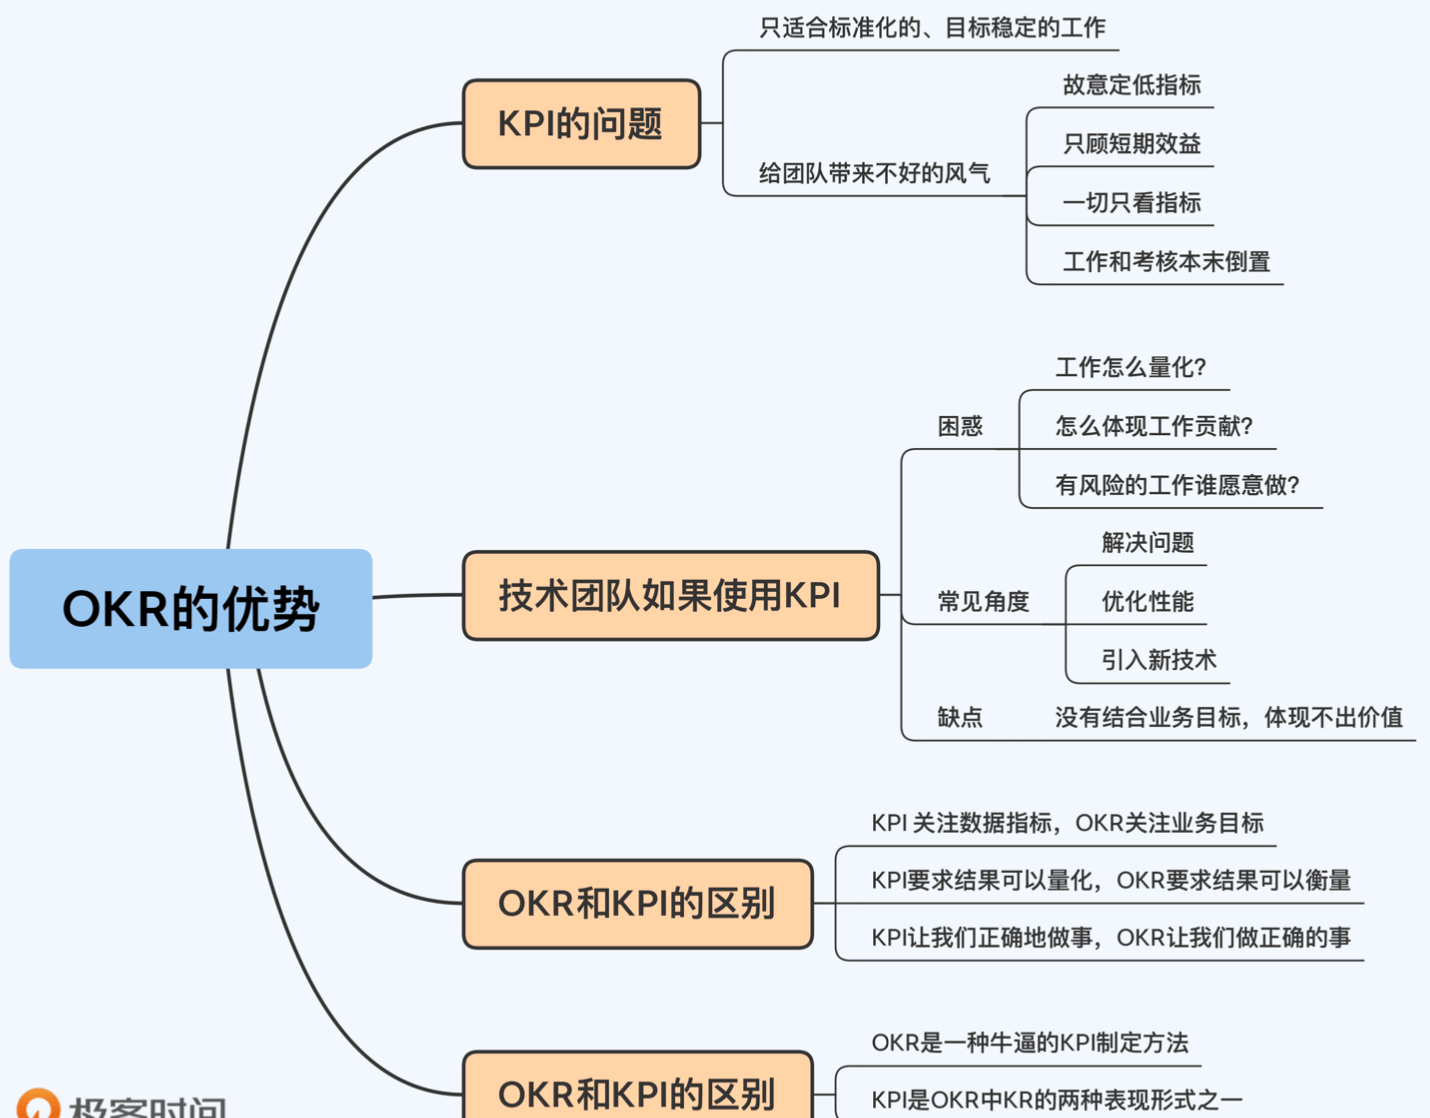 OKR的优势
KPI的问题
只适合标准化的、目标稳定的工作
给团队带来不好的风气
故意定低指标
只顾短期效益
一切只看指标
工作和考核本末倒置
技术团队如果使用KPI
困惑
工作怎么量化?
怎么体现工作贡献?
有风险的工作谁愿意做?
常见角度
解决问题
优化性能
引入新技术
缺点
没有结合业务目标，体现不出价值
OKR和KPI的区别
KPI 关注数据指标，OKR关注业务目标
KPI要求结果可以量化，OKR要求结果可以衡量
KPI让我们正确地做事，OKR让我们做正确的事
OKR和KPI的区别
OKR是一种牛逼的KPI制定方法
KPI是OKR中KR的两种表现形式之一
极客时间